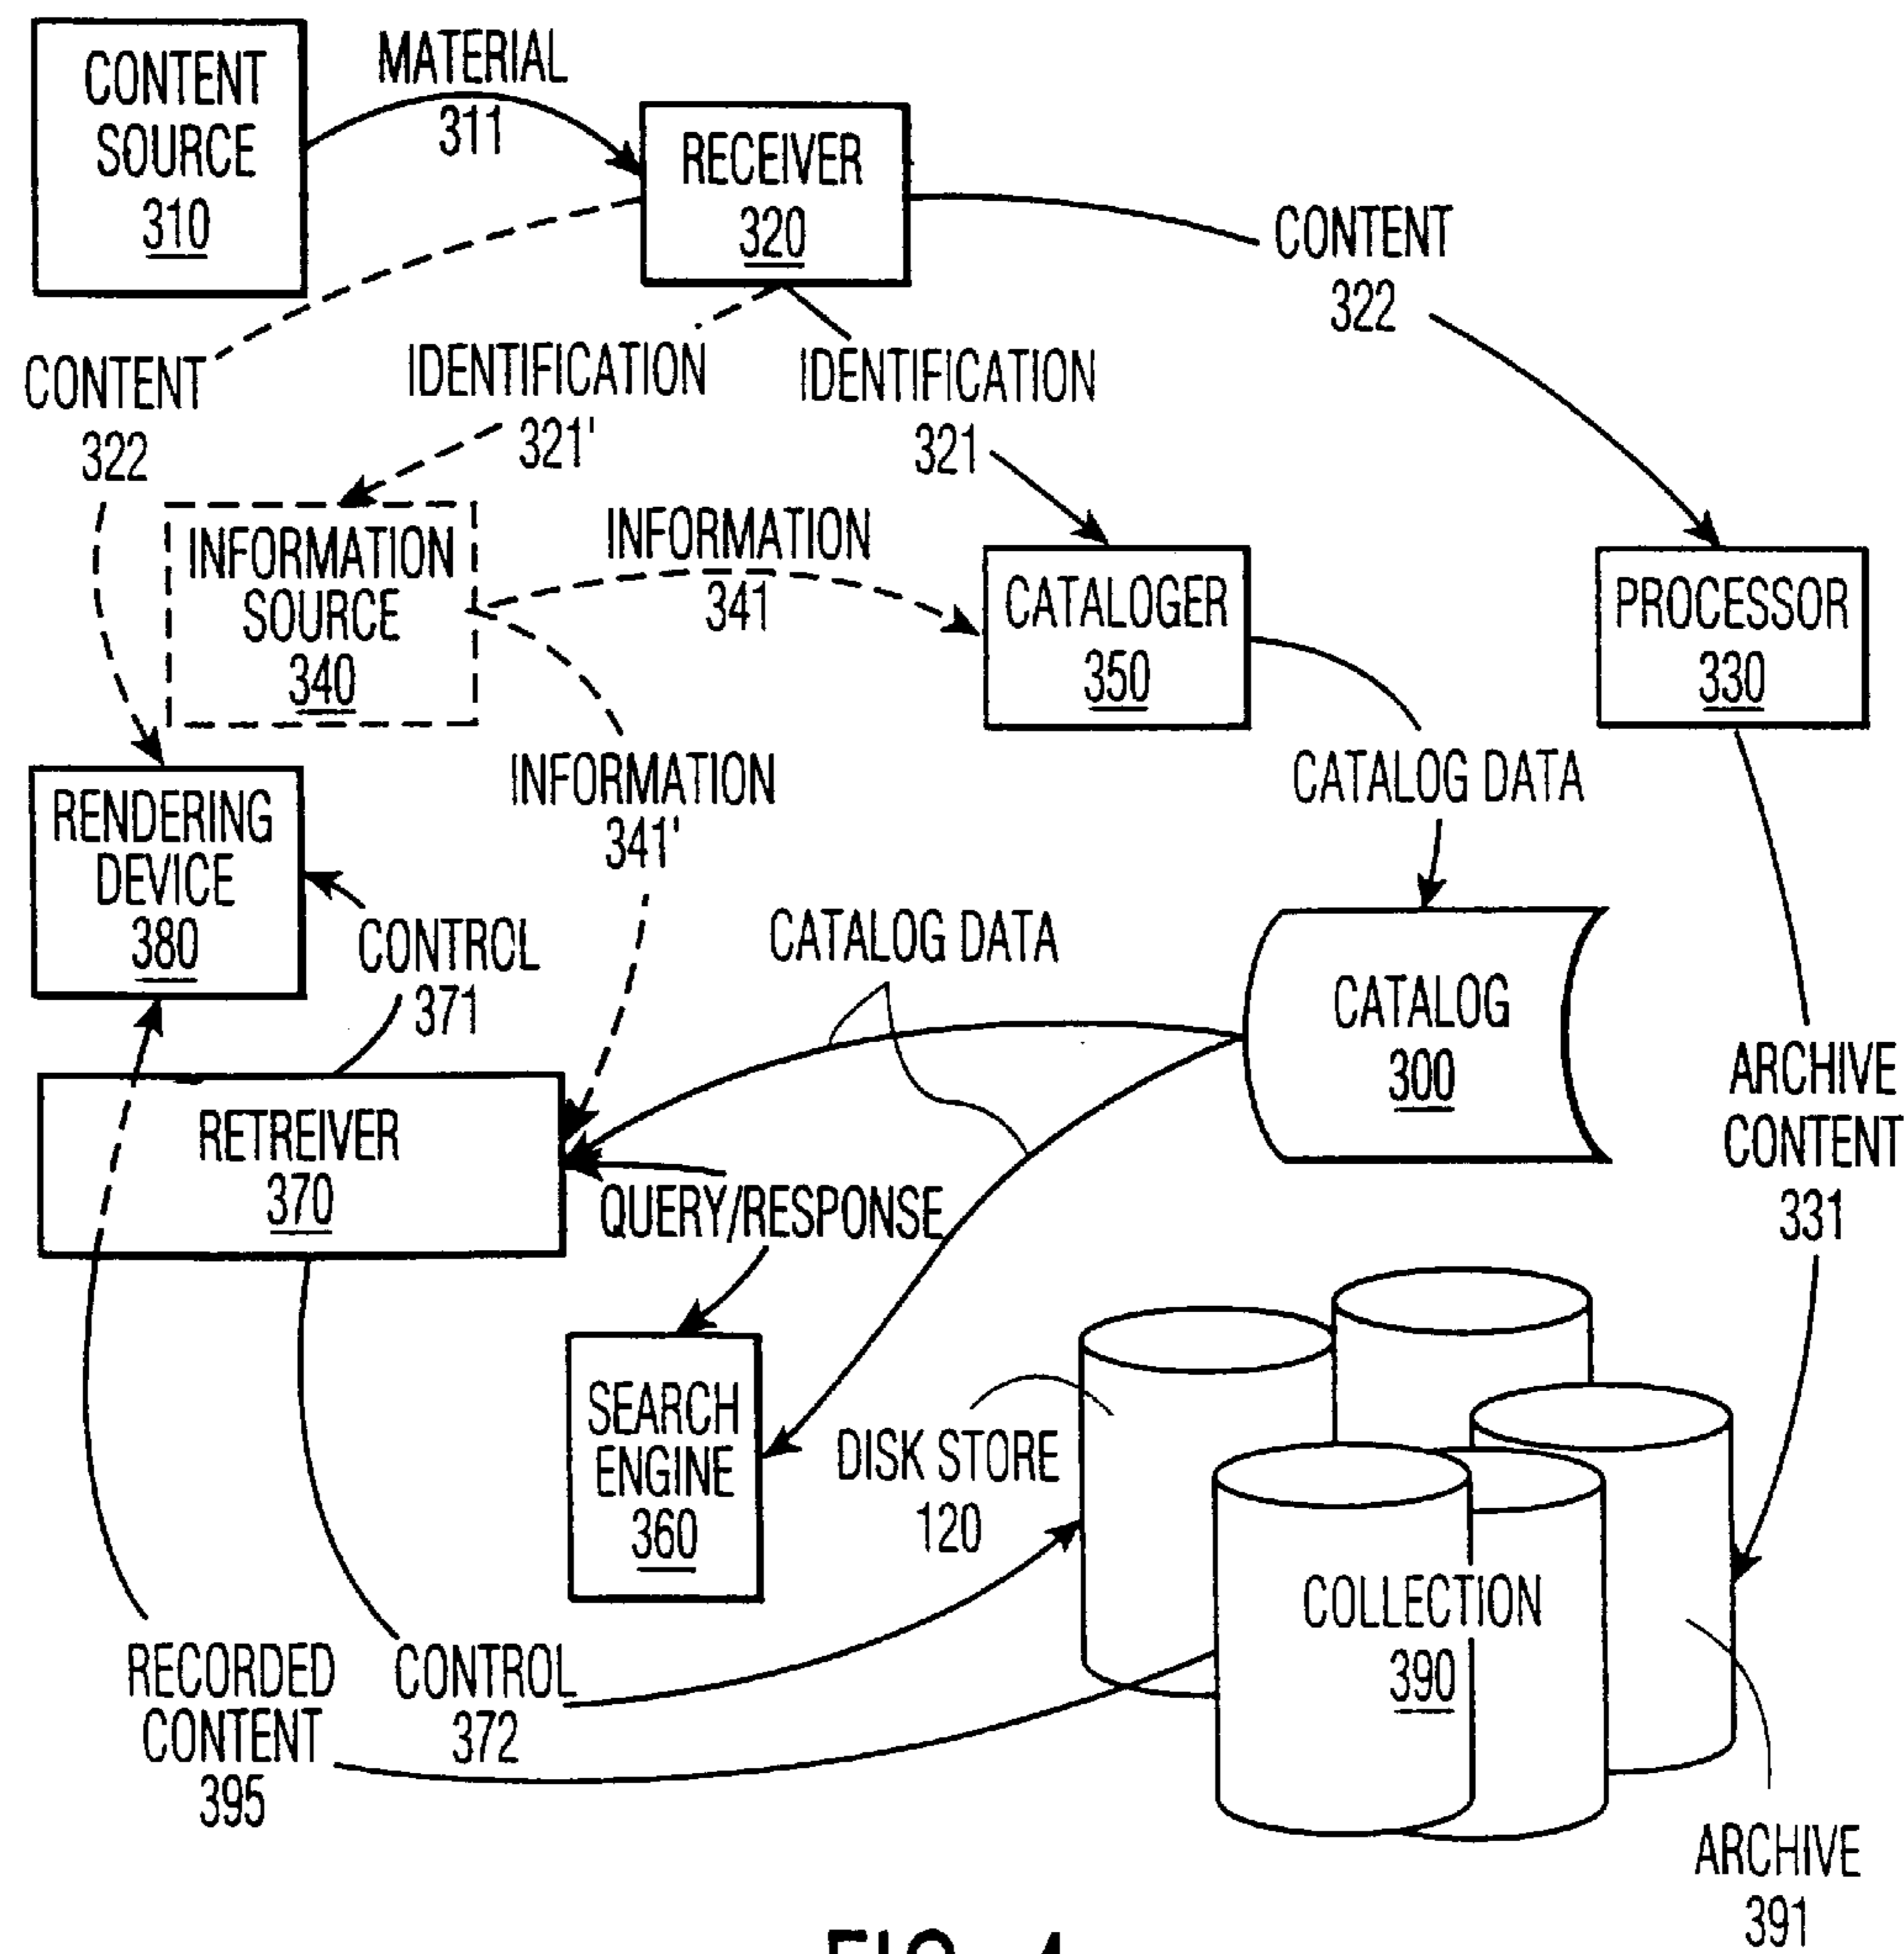 CONTENT
SOURCE
310
MATERIAL
311
RECEIVER
320
CONTENT
322
CONTENT
322
IDENTIFICATION
321'
IDENTIFICATION
321
INFORMATION
SOURCE
340
INFORMATION
341
CATALOGER
350
PROCESSOR
330
INFORMATION
341'
CATALOG DATA
RENDERING
DEVICE
380
CONTROL
371
CATALOG DATA
CATALOG
300
ARCHIVE
CONTENT
331
RETREIVER
370
QUERY/RESPONSE
SEARCH
ENGINE
360
DISK STORE
120
COLLECTION
390
RECORDED
CONTENT
395
CONTROL
372
ARCHIVE
391